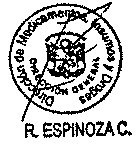 Dirección de Medicamentos, Insumos y Drogas
DIRECCIÓN GENERAL
R. ESPINOZA C.